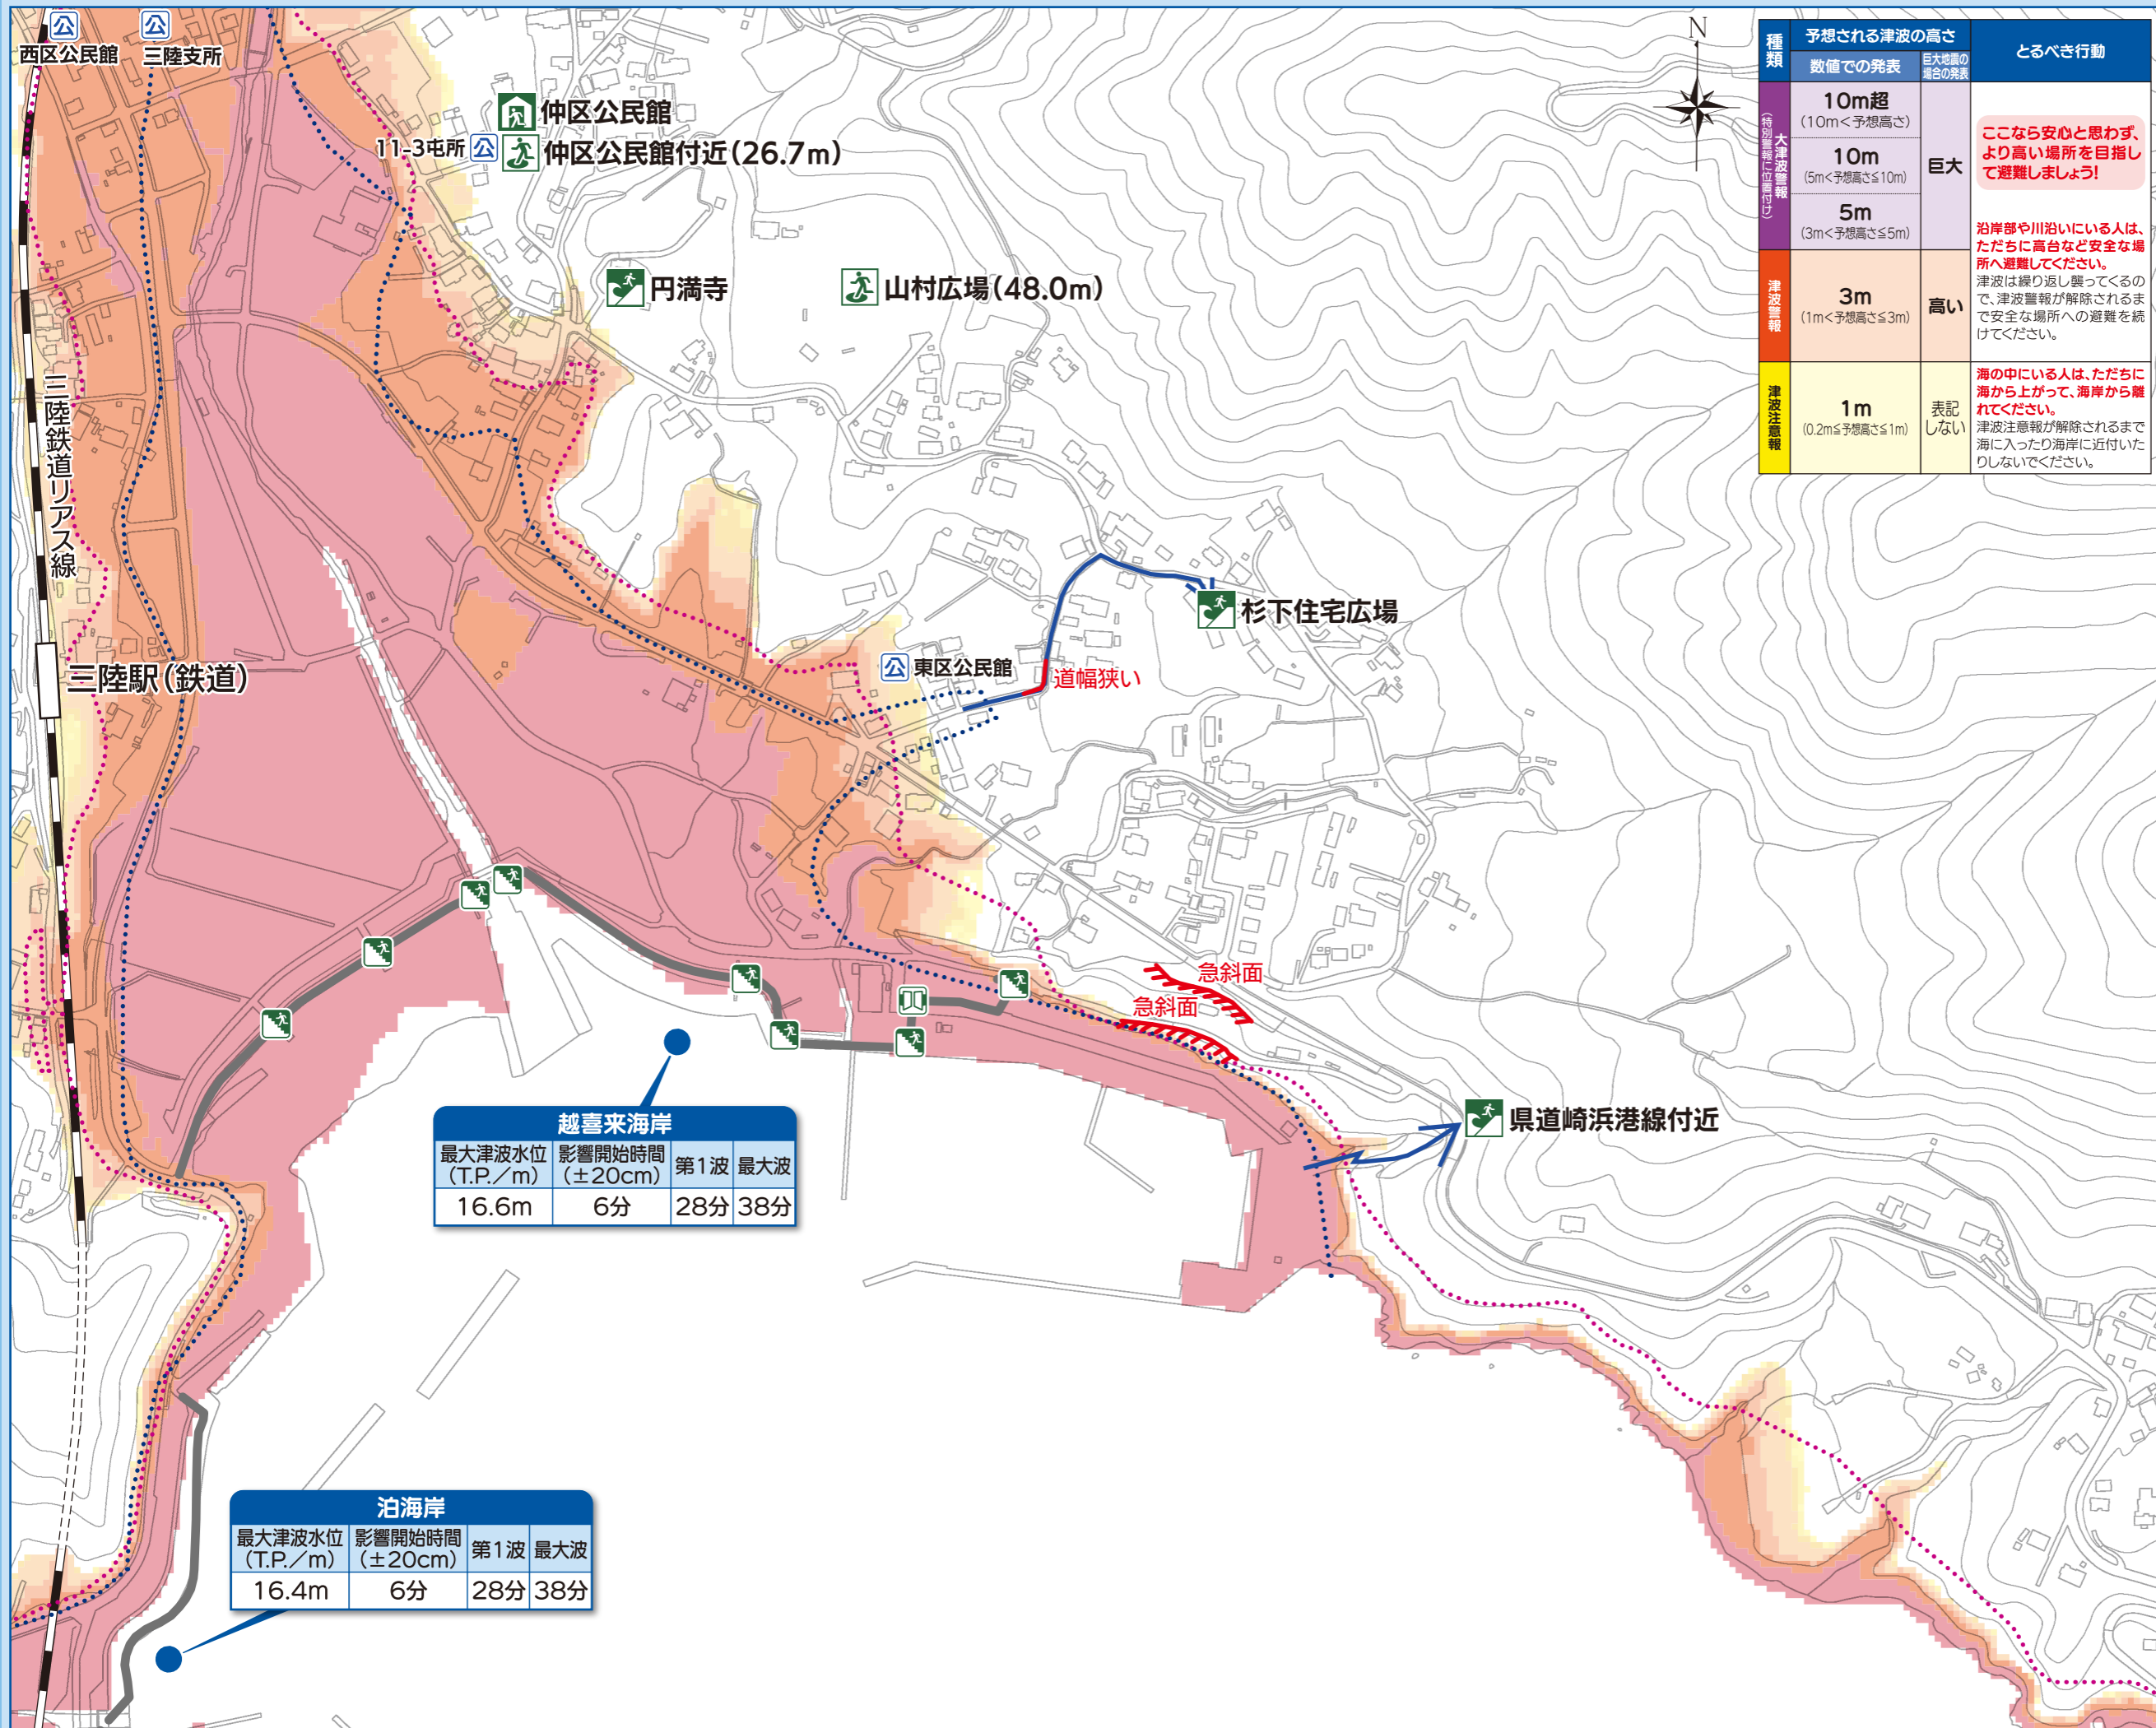 西区公民館
三陸支所
仲区公民館
11-3屯所
仲区公民館付近(26.7m)
円満寺
山村広場(48.0m)
N
三陸鉄道リアス線
三陸駅(鉄道)
杉下住宅広場
東区公民館
道幅狭い
急斜面
急斜面
県道崎浜港線付近
越喜来海岸
最大津波水位
(T.P./m)
影響開始時間
(±20cm)
第1波
最大波
16.6m
6分
28分
38分
泊海岸
最大津波水位
(T.P./m)
影響開始時間
(±20cm)
第1波
最大波
16.4m
6分
28分
38分
種類
予想される津波の高さ
数値での発表
巨大地震の
場合の発表
とるべき行動
大津波警報
(特別警報に位置付け)
10m超
(10m<予想高さ)
10m
(5m<予想高さ≦10m)
5m
(3m<予想高さ≦5m)
巨大
ここなら安心と思わず、
より高い場所を目指し
て避難しましょう!
沿岸部や川沿いにいる人は、
ただちに高台など安全な場
所へ避難してください。
津波は繰り返し襲ってくるの
で、津波警報が解除されるま
で安全な場所への避難を続
けてください。
津波警報
3m
(1m<予想高さ≦3m)
高い
津波注意報
1m
(0.2m≦予想高さ≦1m)
表記
しない
海の中にいる人は、ただちに
海から上がって、海岸から離
れてください。
津波注意報が解除されるまで
海に入ったり海岸に近付いた
りしないでください。
公
公
公
公